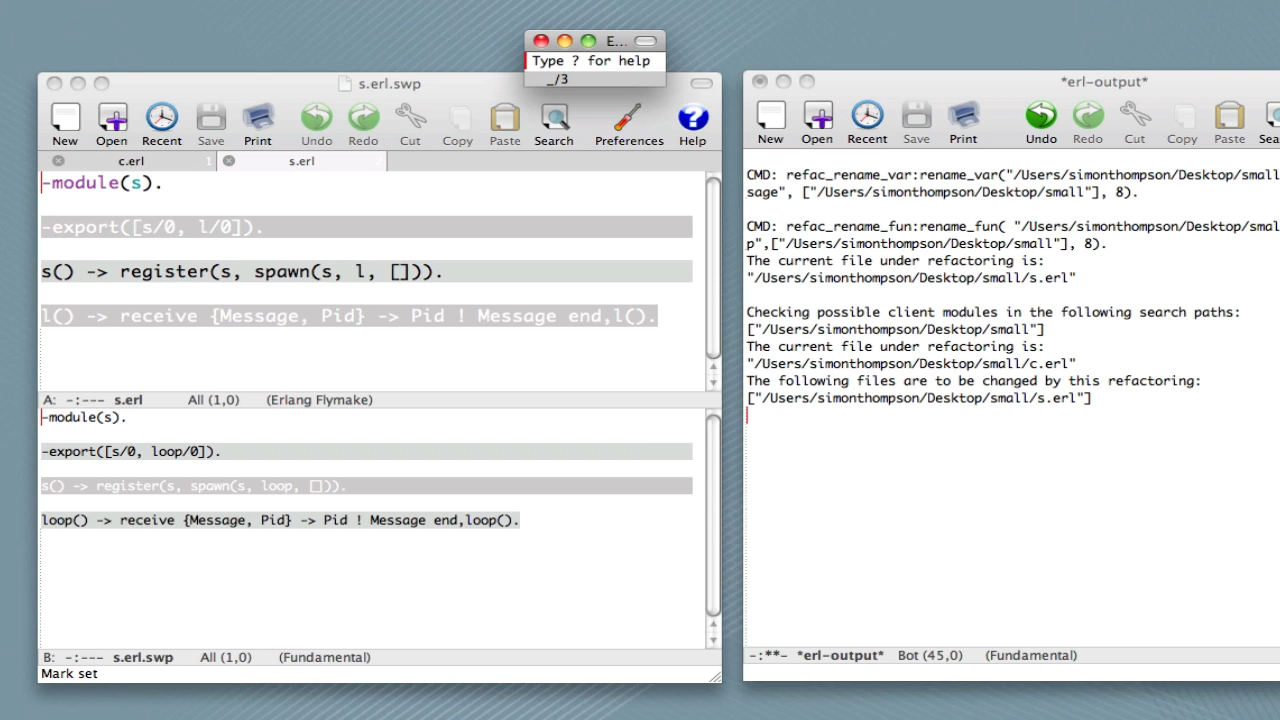 E...
Type ? for help
_/3
s.erl.swp
New Open Recent Save Print Undo Redo Cut Copy Paste Search Preferences Help
c.erl 1 s.erl
-module(s).
-export([s/0, l/0]).
s() -> register(s, spawn(s, l, [])).
l() -> receive {Message, Pid} -> Pid ! Message end,l().
A: -:--- s.erl All (1,0) (Erlang Flymake)
-module(s).
-export([s/0, loop/0]).
s() -> register(s, spawn(s, loop, [])).
loop() -> receive {Message, Pid} -> Pid ! Message end,loop().
B: -:--- s.erl.swp All (1,0) (Fundamental)
Mark set
*erl-output*
New Open Recent Save Print Undo Redo Cut Copy Paste Sea
CMD: refac_rename_var:rename_var("/Users/simonthompson/Desktop/small
sage", ["/Users/simonthompson/Desktop/small"], 8).
CMD: refac_rename_fun:rename_fun( "/Users/simonthompson/Desktop/smal
p",["/Users/simonthompson/Desktop/small"], 8).
The current file under refactoring is:
"/Users/simonthompson/Desktop/small/s.erl"
Checking possible client modules in the following search paths:
["/Users/simonthompson/Desktop/small"]
The current file under refactoring is:
"/Users/simonthompson/Desktop/small/c.erl"
The following files are to be changed by this refactoring:
["/Users/simonthompson/Desktop/small/s.erl"]
-:**- *erl-output* Bot (45,0) (Fundamental)